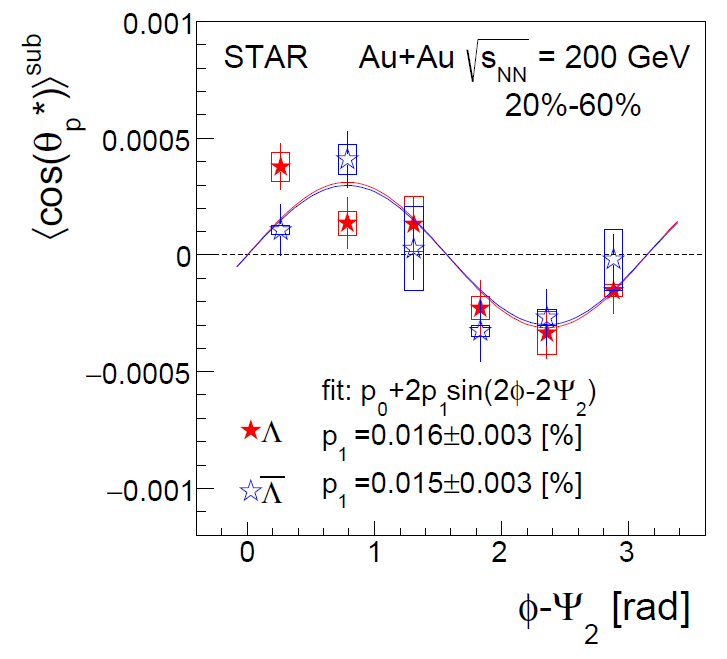 ⟨cos(θp*)⟩sub
0.001
0.0005
0
−0.0005
−0.001
STAR Au+Au √sNN = 200 GeV
20%-60%
fit: p0+2p1sin(2ϕ-2Ψ2)
Λ p1 =0.016±0.003 [%]
Λ̅ p1 =0.015±0.003 [%]
0 1 2 3
ϕ-Ψ2 [rad]